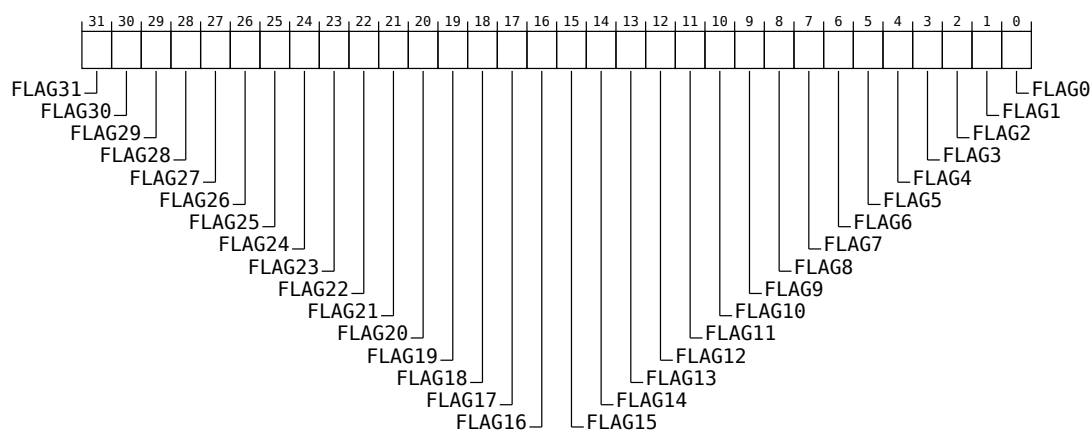 31 30 29 28 27 26 25 24 23 22 21 20 19 18 17 16 15 14 13 12 11 10 9 8 7 6 5 4 3 2 1 0
FLAG31 FLAG0
FLAG30 FLAG1
FLAG29 FLAG2
FLAG28 FLAG3
FLAG27 FLAG4
FLAG26 FLAG5
FLAG25 FLAG6
FLAG24 FLAG7
FLAG23 FLAG8
FLAG22 FLAG9
FLAG21 FLAG10
FLAG20 FLAG11
FLAG19 FLAG12
FLAG18 FLAG13
FLAG17 FLAG14
FLAG16 FLAG15